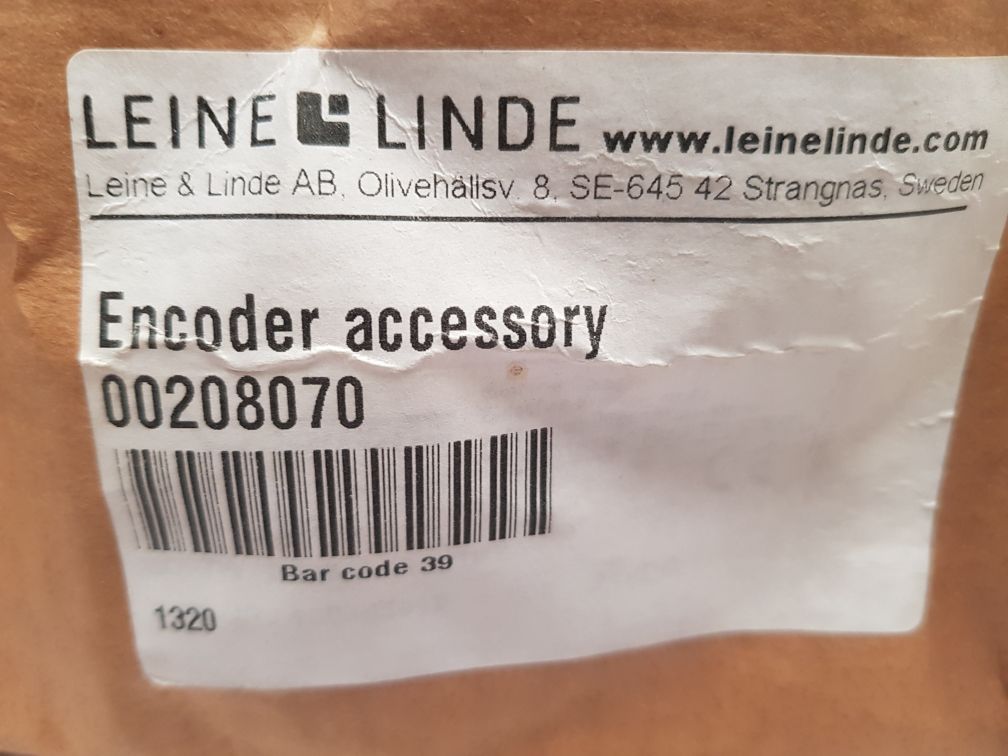 LEINE LINDE www.leinelinde.com
Leine & Linde AB, Olivehällsv. 8, SE-645 42 Strangnas, Sweden
Encoder accessory
00208070
Bar code 39
1320